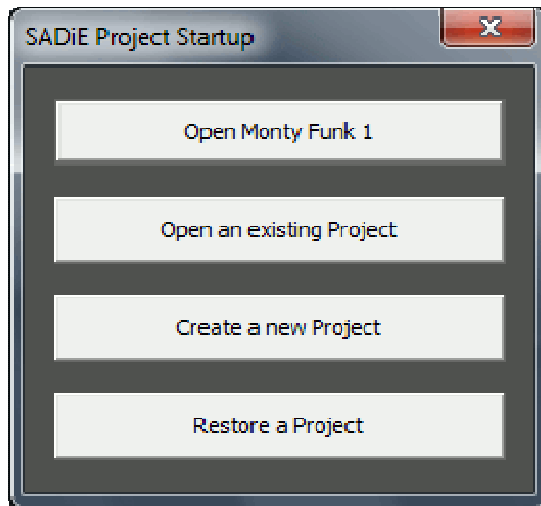 SADiE Project Startup
Open Monty Funk 1
Open an existing Project
Create a new Project
Restore a Project